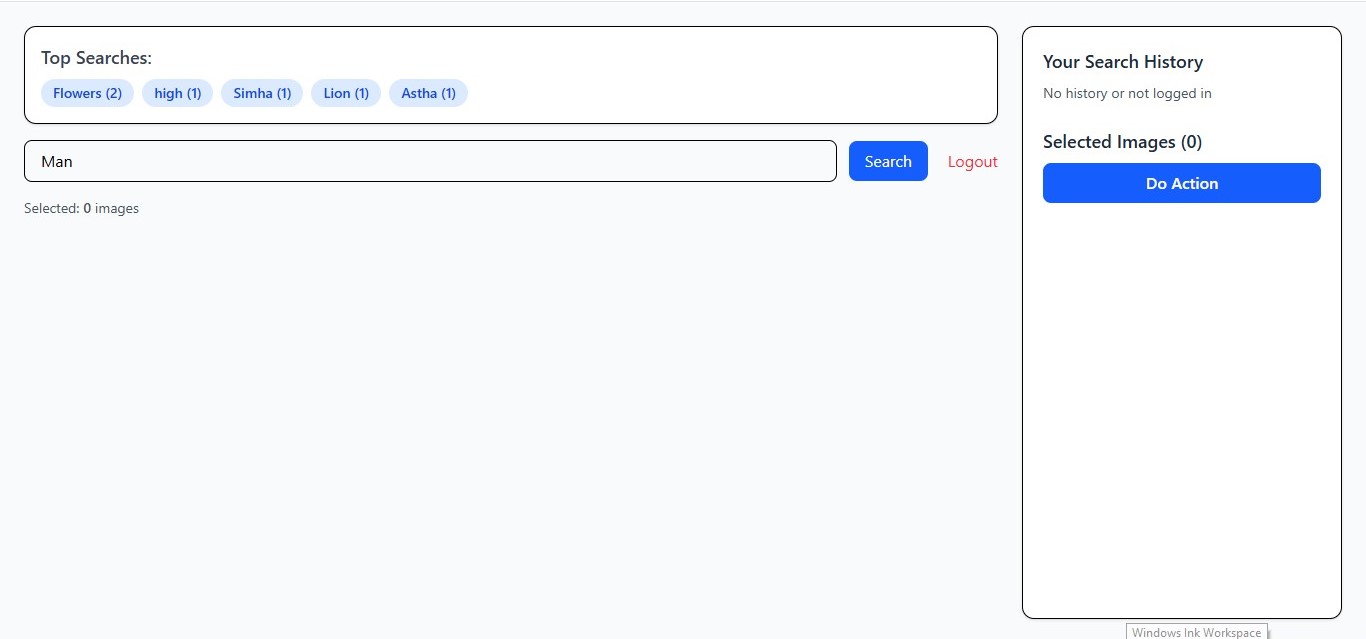 Top Searches:
Flowers (2) high (1) Simha (1) Lion (1) Astha (1)
Man Search Logout
Selected: 0 images
Your Search History
No history or not logged in
Selected Images (0)
Do Action
Windows Ink Workspace